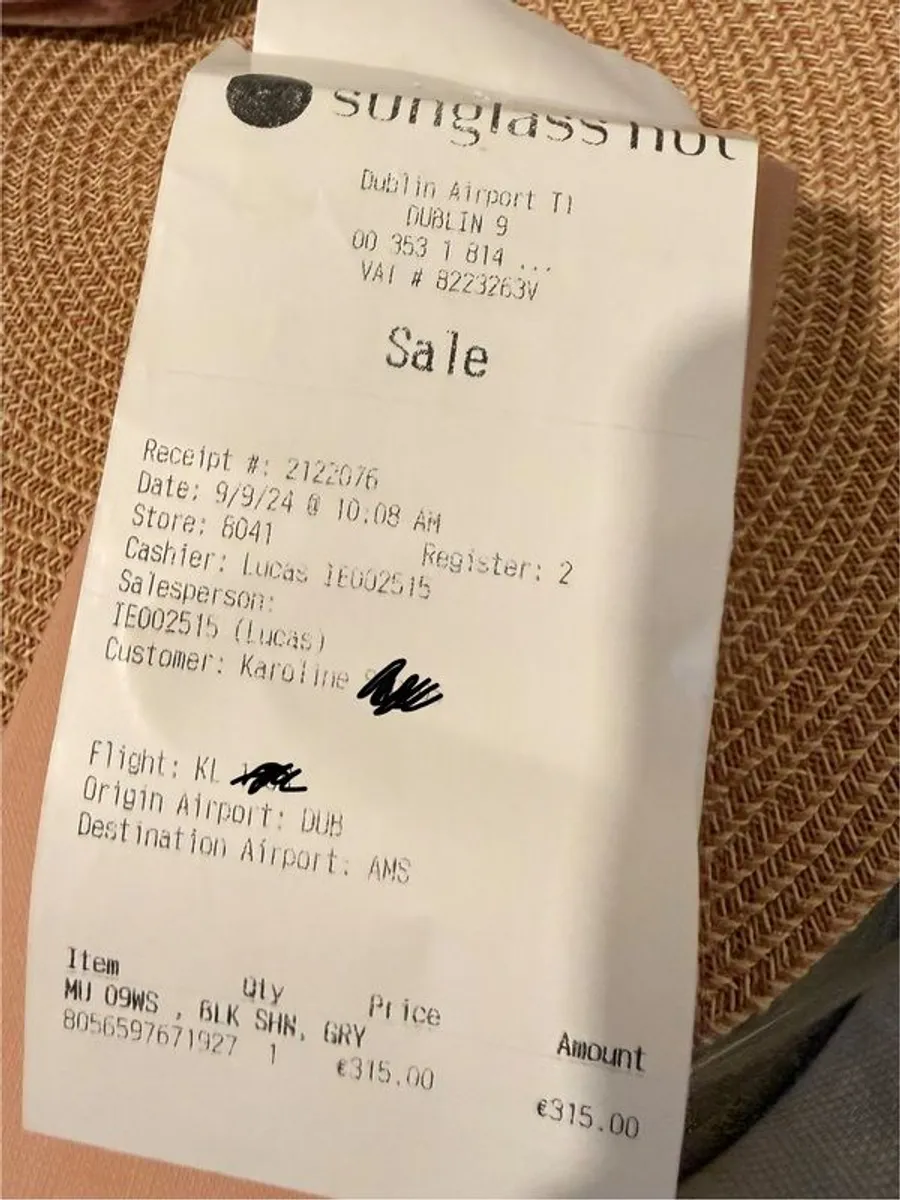 sunglass hut
Dublin Airport T1
DUBLIN 9
00 353 1 814 ...
VAT # 8223263V
Sale
Receipt #: 2122076
Date: 9/9/24 @ 10:08 AM
Store: 8041 Register: 2
Cashier: Lucas IE002515
Salesperson:
IE002515 (Lucas)
Customer: Karoline
Flight: KL
Origin Airport: DUB
Destination Airport: AMS
Item Qty Price Amount
MU 09WS , BLK SHN, GRY
8056597671927 1 €315.00 €315.00